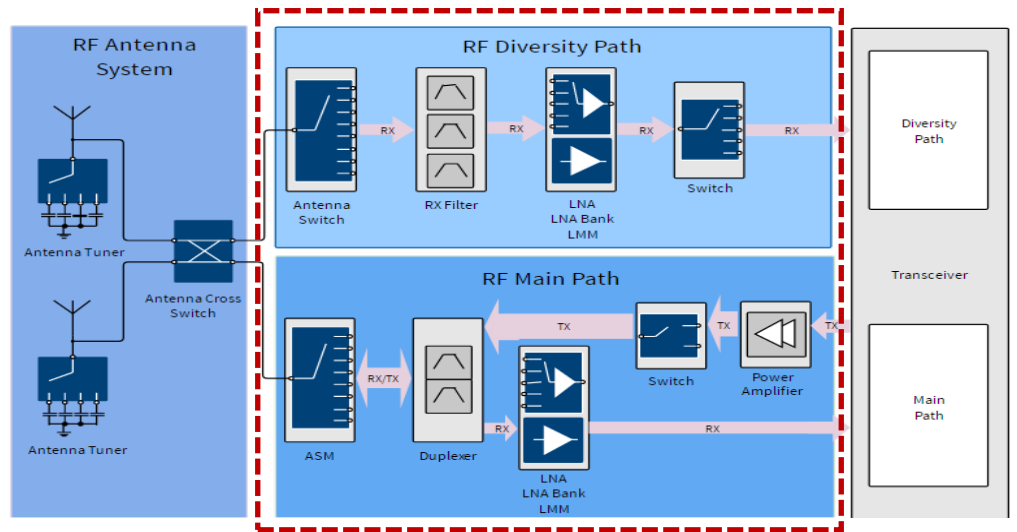 RF Antenna
System
Antenna Tuner
Antenna Cross
Switch
Antenna Tuner
RF Diversity Path
RX
RX
RX
RX
Antenna
Switch
RX Filter
LNA
LNA Bank
LMM
Switch
RF Main Path
TX
TX
TX
Switch
Power
Amplifier
RX/TX
RX
RX
ASM
Duplexer
LNA
LNA Bank
LMM
Diversity
Path
Transceiver
Main
Path